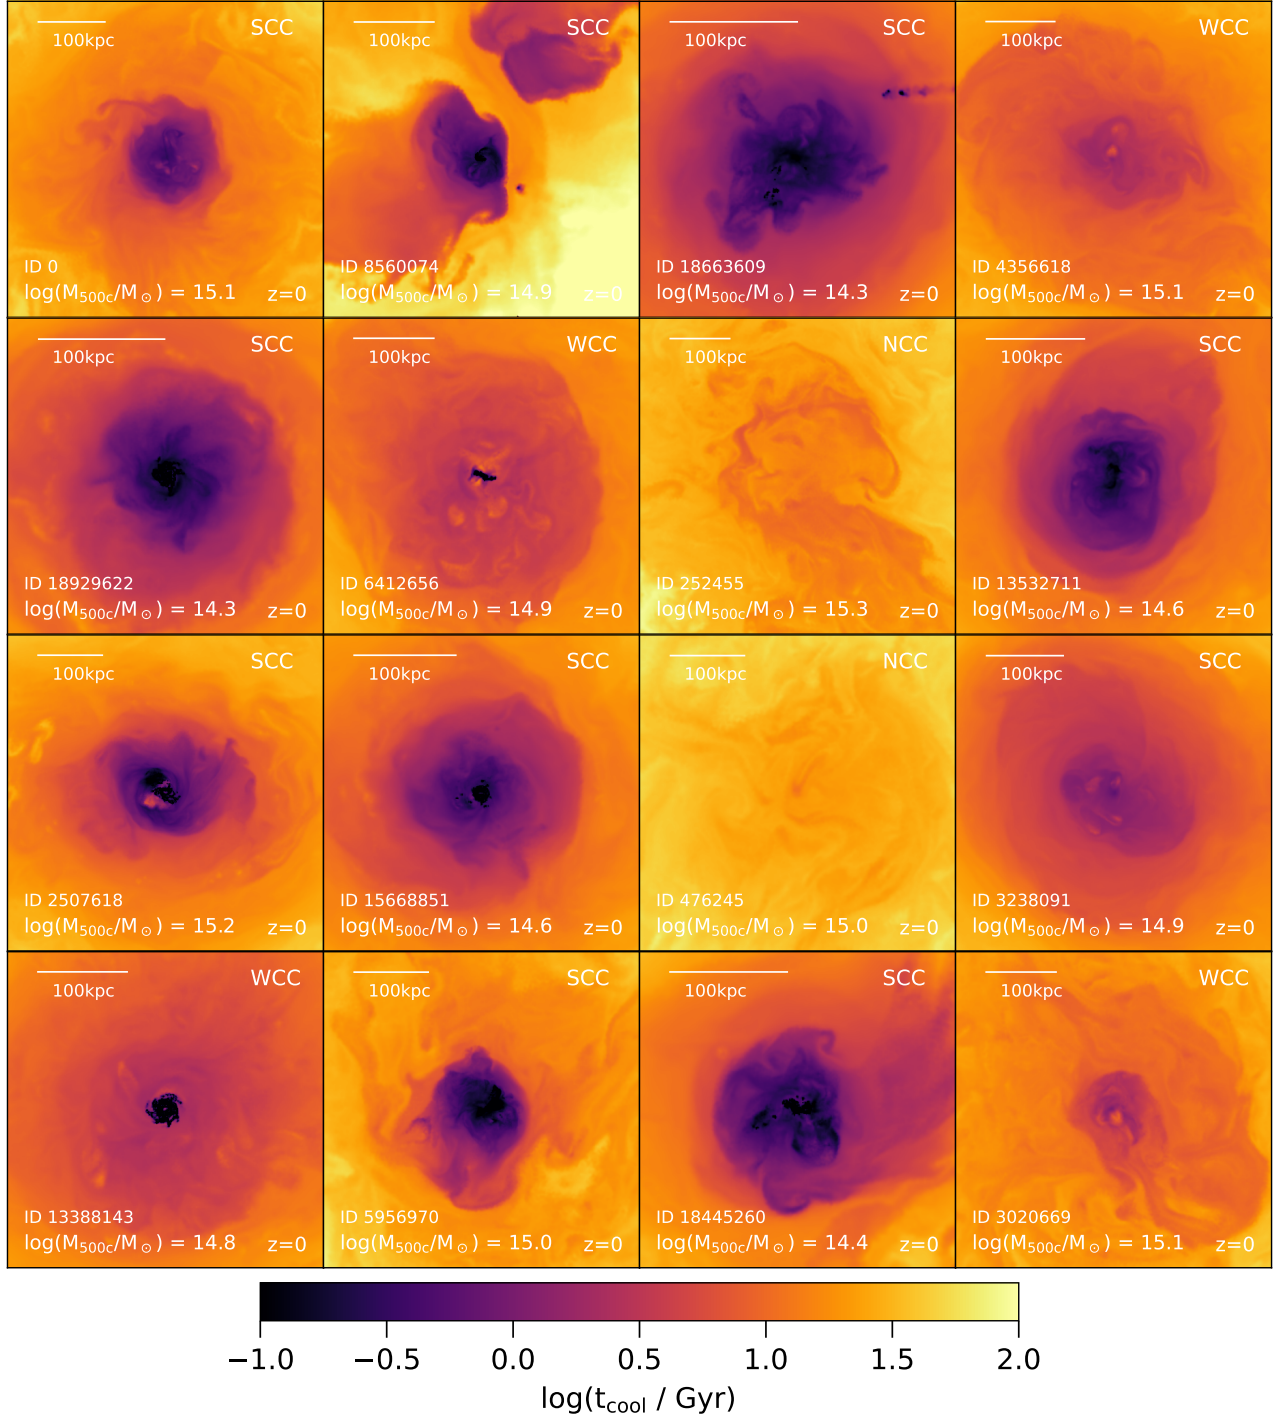 SCC
100kpc
ID 0
log(M500c/M⊙) = 15.1 z=0
SCC
100kpc
ID 8560074
log(M500c/M⊙) = 14.9 z=0
SCC
100kpc
ID 18663609
log(M500c/M⊙) = 14.3 z=0
WCC
100kpc
ID 4356618
log(M500c/M⊙) = 15.1 z=0
SCC
100kpc
ID 18929622
log(M500c/M⊙) = 14.3 z=0
WCC
100kpc
ID 6412656
log(M500c/M⊙) = 14.9 z=0
NCC
100kpc
ID 252455
log(M500c/M⊙) = 15.3 z=0
SCC
100kpc
ID 13532711
log(M500c/M⊙) = 14.6 z=0
SCC
100kpc
ID 2507618
log(M500c/M⊙) = 15.2 z=0
SCC
100kpc
ID 15668851
log(M500c/M⊙) = 14.6 z=0
NCC
100kpc
ID 476245
log(M500c/M⊙) = 15.0 z=0
SCC
100kpc
ID 3238091
log(M500c/M⊙) = 14.9 z=0
WCC
100kpc
ID 13388143
log(M500c/M⊙) = 14.8 z=0
SCC
100kpc
ID 5956970
log(M500c/M⊙) = 15.0 z=0
SCC
100kpc
ID 18445260
log(M500c/M⊙) = 14.4 z=0
WCC
100kpc
ID 3020669
log(M500c/M⊙) = 15.1 z=0
−1.0 −0.5 0.0 0.5 1.0 1.5 2.0
log(tcool / Gyr)